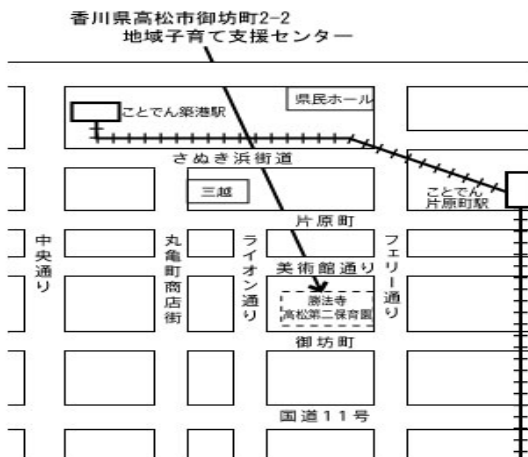 香川県高松市御坊町2-2
地域子育て支援センター
県民ホール
ことでん築港駅
さぬき浜街道
三越
ことでん
片原町駅
片原町
中央通り
丸亀町商店街
ライオン通り
フェリー通り
美術館通り
勝法寺
高松第二保育園
御坊町
国道11号